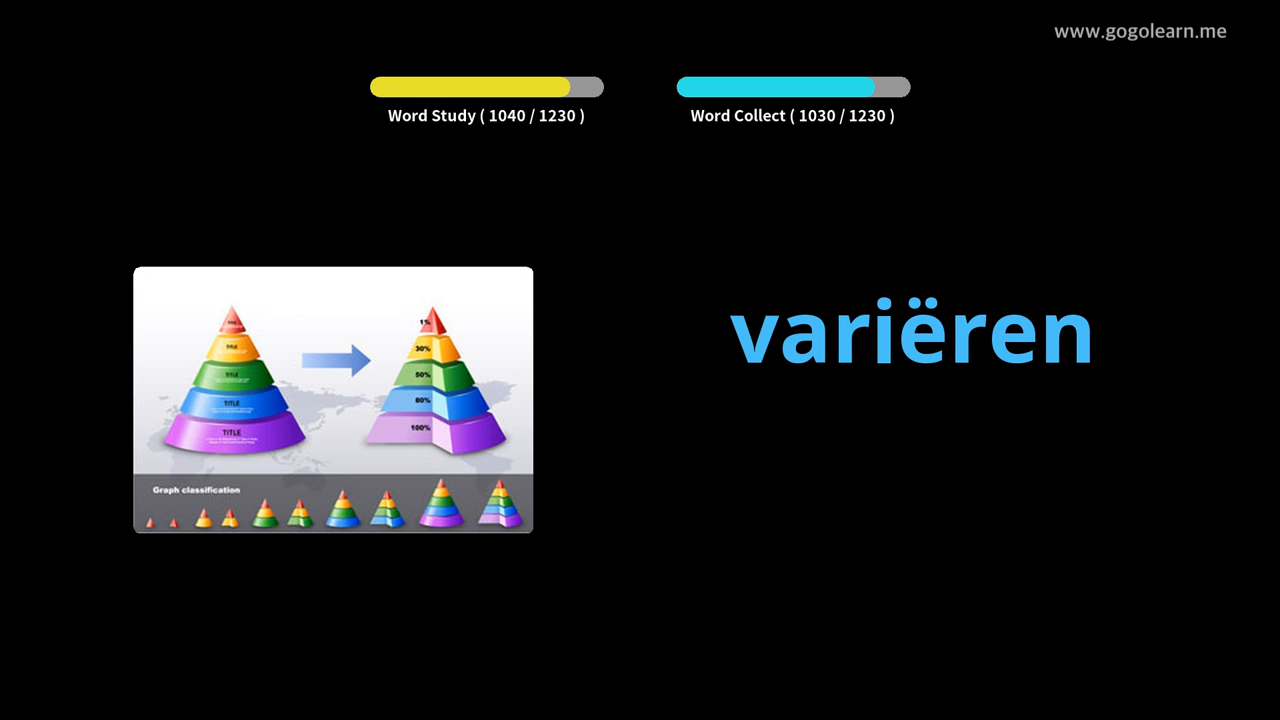 www.gogolearn.me
Word Study ( 1040 / 1230 )
Word Collect ( 1030 / 1230 )
variëren
TITLE
TITLE
TITLE
TITLE
1%
30%
50%
80%
100%
Graph classification